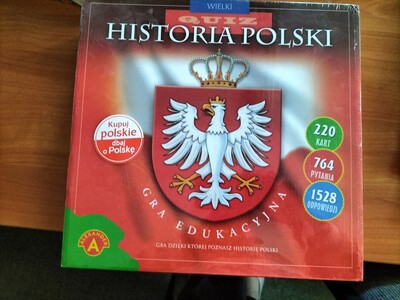 WIELKI
QUIZ
HISTORIA POLSKI
Kupuj
polskie
dbaj
o Polskę
220
KART
764
PYTANIA
1528
ODPOWIEDZI
GRA EDUKACYJNA
ALEXANDER
A
GRA DZIĘKI KTÓREJ POZNASZ HISTORIĘ POLSKI